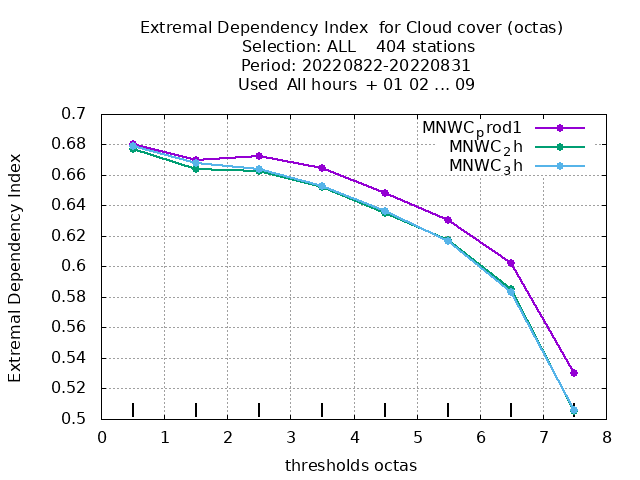 Extremal Dependency Index  for Cloud cover (octas)
Selection: ALL    404 stations
Period: 20220822-20220831
Used  All hours  + 01 02 ... 09
MNWCprod1
MNWC2h
MNWC3h
Extremal Dependency Index
0.7
0.68
0.66
0.64
0.62
0.6
0.58
0.56
0.54
0.52
0.5
0 1 2 3 4 5 6 7 8
thresholds octas